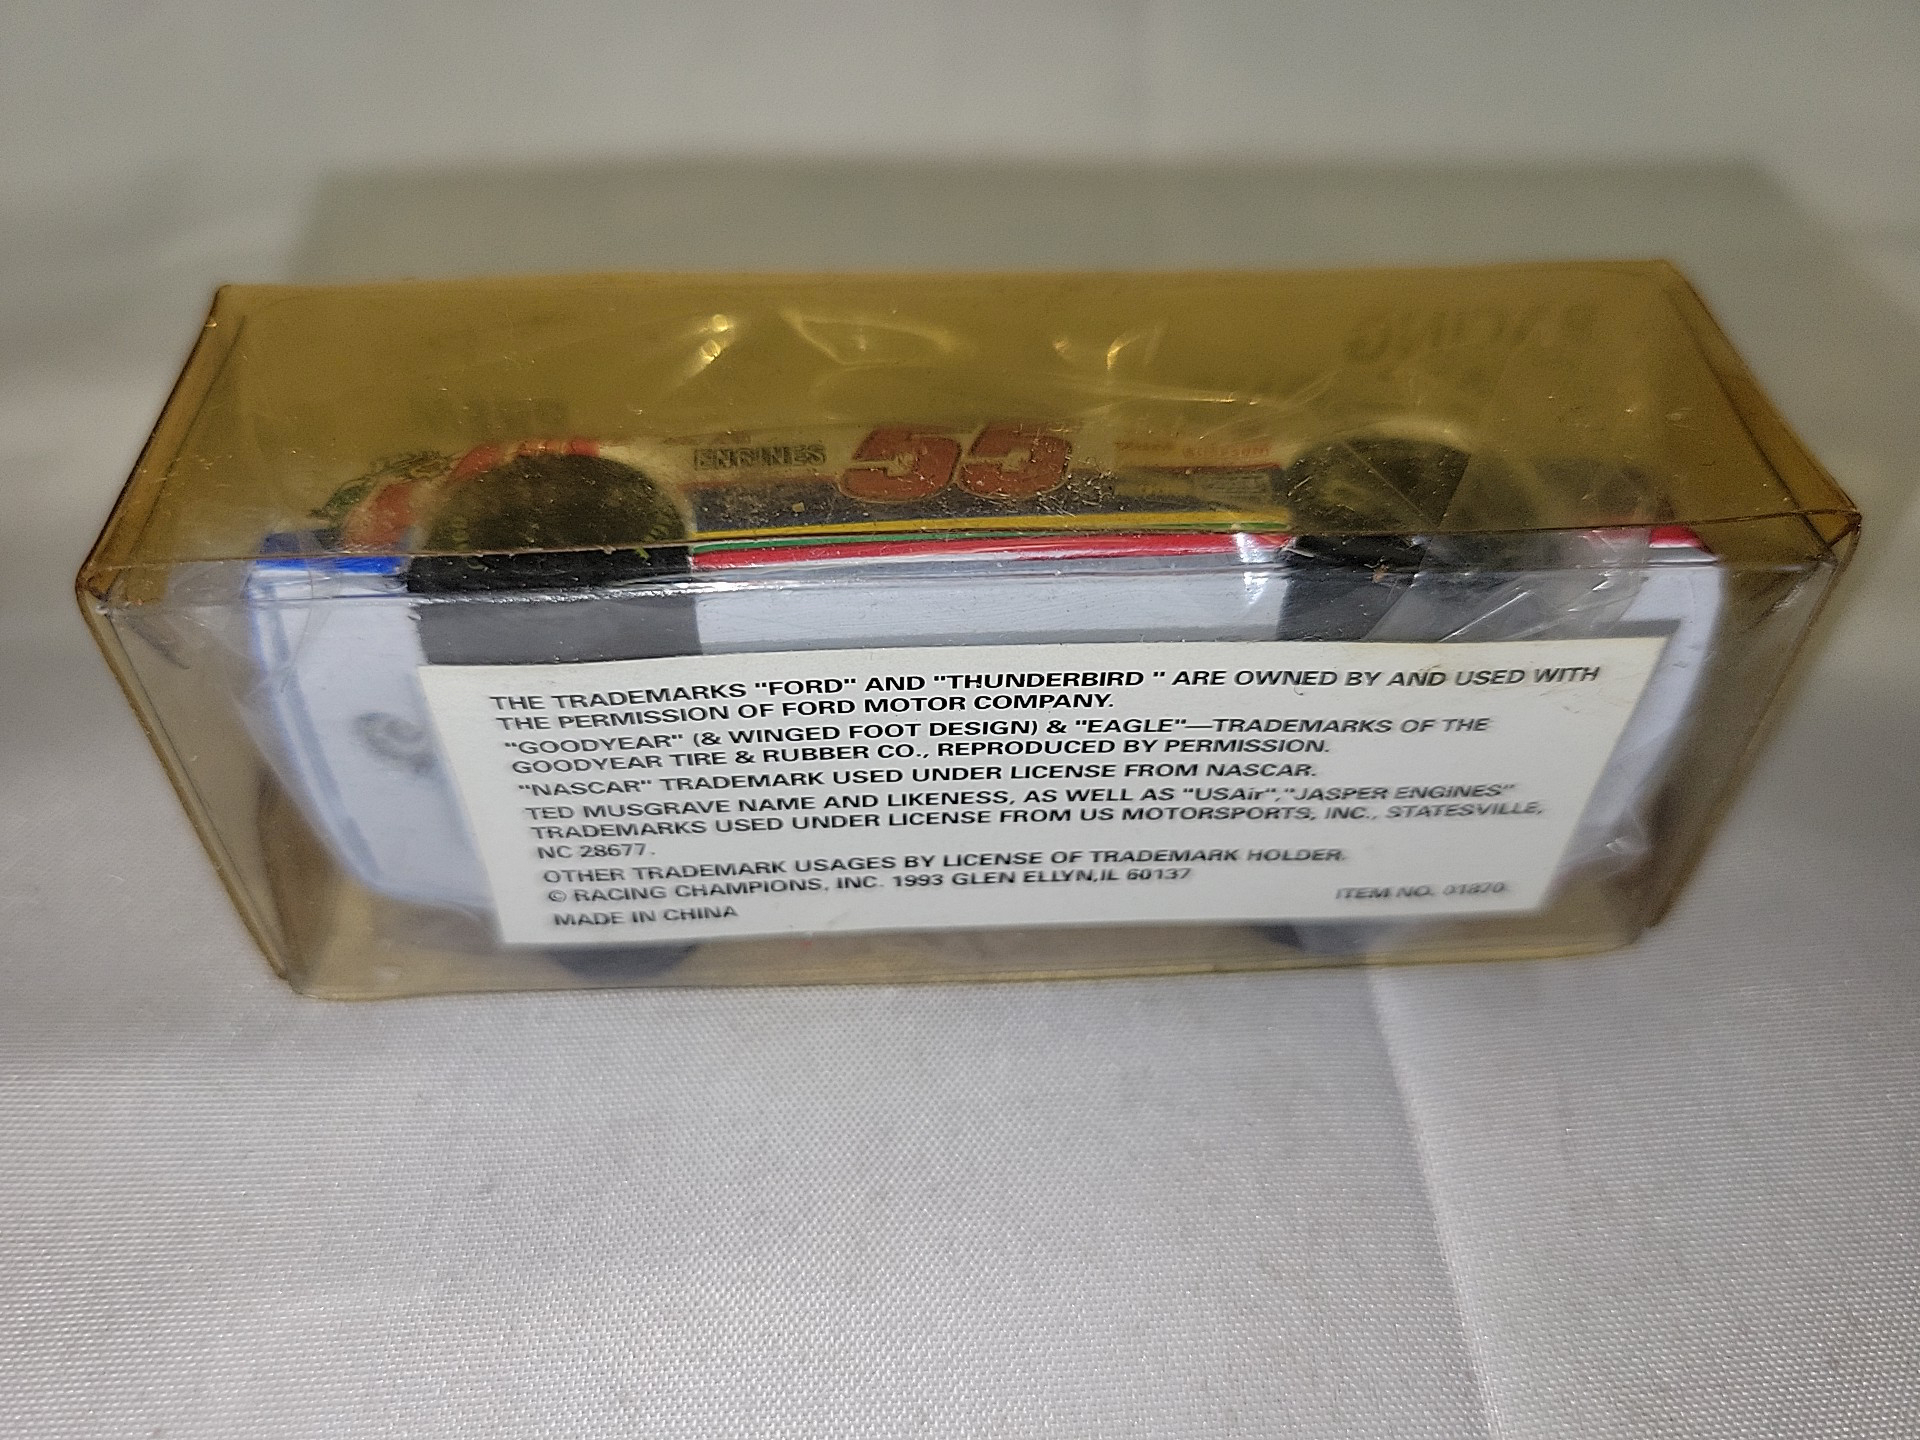 RACING
ENGINES
55
THE TRADEMARKS "FORD" AND "THUNDERBIRD " ARE OWNED BY AND USED WITH
THE PERMISSION OF FORD MOTOR COMPANY.
"GOODYEAR" (& WINGED FOOT DESIGN) & "EAGLE"—TRADEMARKS OF THE
GOODYEAR TIRE & RUBBER CO., REPRODUCED BY PERMISSION.
"NASCAR" TRADEMARK USED UNDER LICENSE FROM NASCAR.
TED MUSGRAVE NAME AND LIKENESS, AS WELL AS "USAir","JASPER ENGINES"
TRADEMARKS USED UNDER LICENSE FROM US MOTORSPORTS, INC., STATESVILLE,
NC 28677.
OTHER TRADEMARK USAGES BY LICENSE OF TRADEMARK HOLDER.
© RACING CHAMPIONS, INC. 1993 GLEN ELLYN,IL 60137
ITEM NO. 01870
MADE IN CHINA